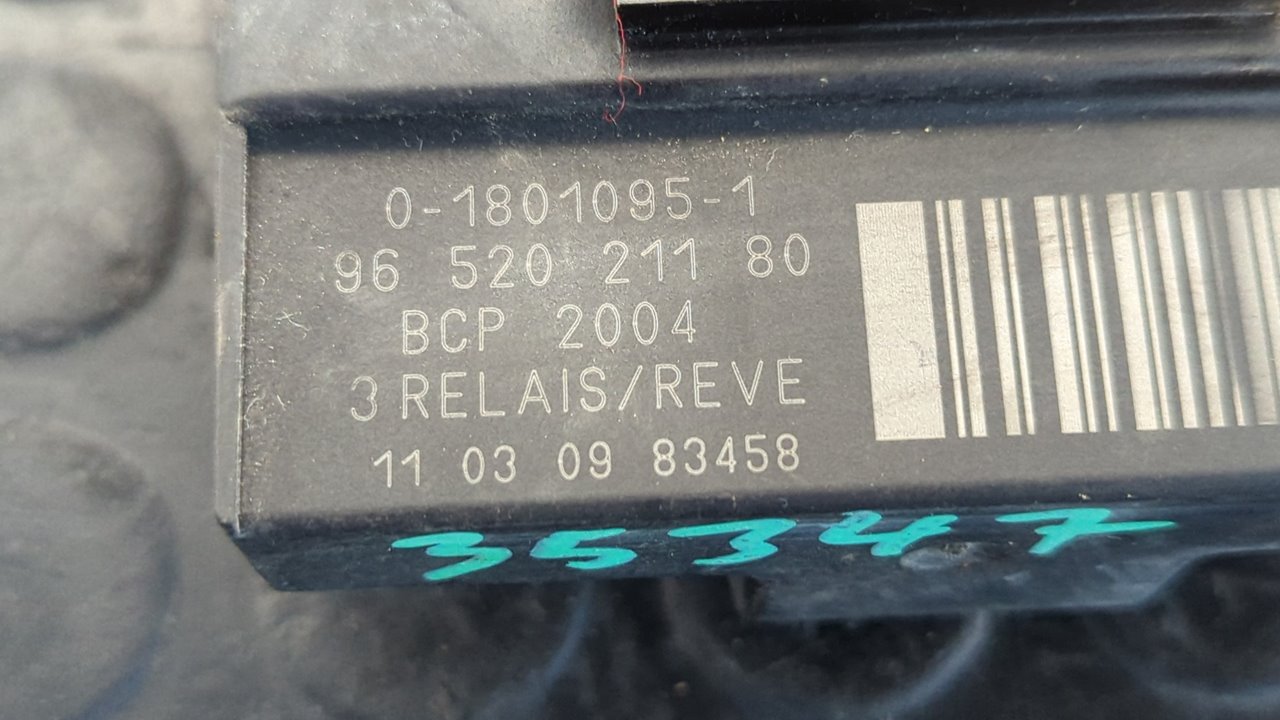 0-1801095-1
96 520 211 80
BCP 2004
3 RELAIS/REVE
11 03 09 83458
35347